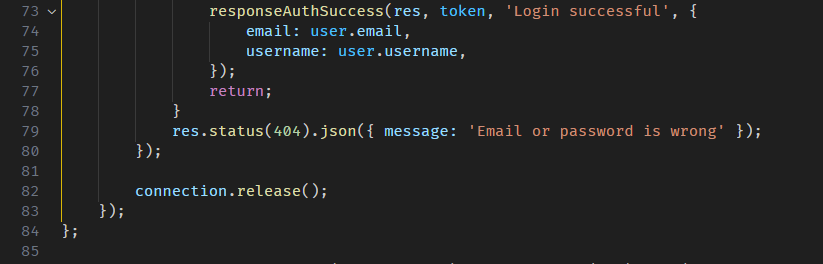 73 responseAuthSuccess(res, token, 'Login successful', {
74 email: user.email,
75 username: user.username,
76 });
77 return;
78 }
79 res.status(404).json({ message: 'Email or password is wrong' });
80 });
81
82 connection.release();
83 });
84 };
85